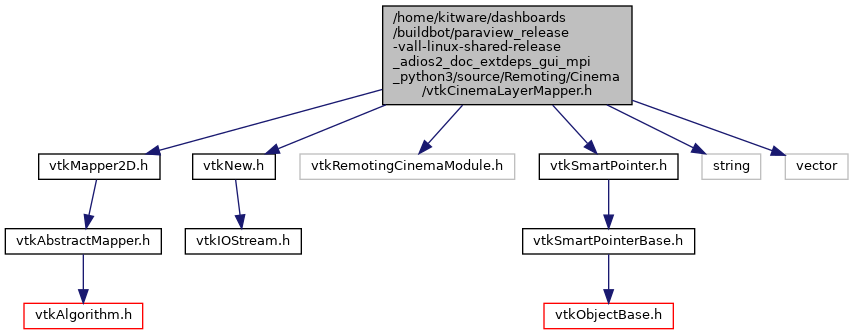 /home/kitware/dashboards
/buildbot/paraview_release
-vall-linux-shared-release
_adios2_doc_extdeps_gui_mpi
_python3/source/Remoting/Cinema
/vtkCinemaLayerMapper.h
vtkMapper2D.h
vtkNew.h
vtkRemotingCinemaModule.h
vtkSmartPointer.h
string
vector
vtkAbstractMapper.h
vtkIOStream.h
vtkSmartPointerBase.h
vtkAlgorithm.h
vtkObjectBase.h